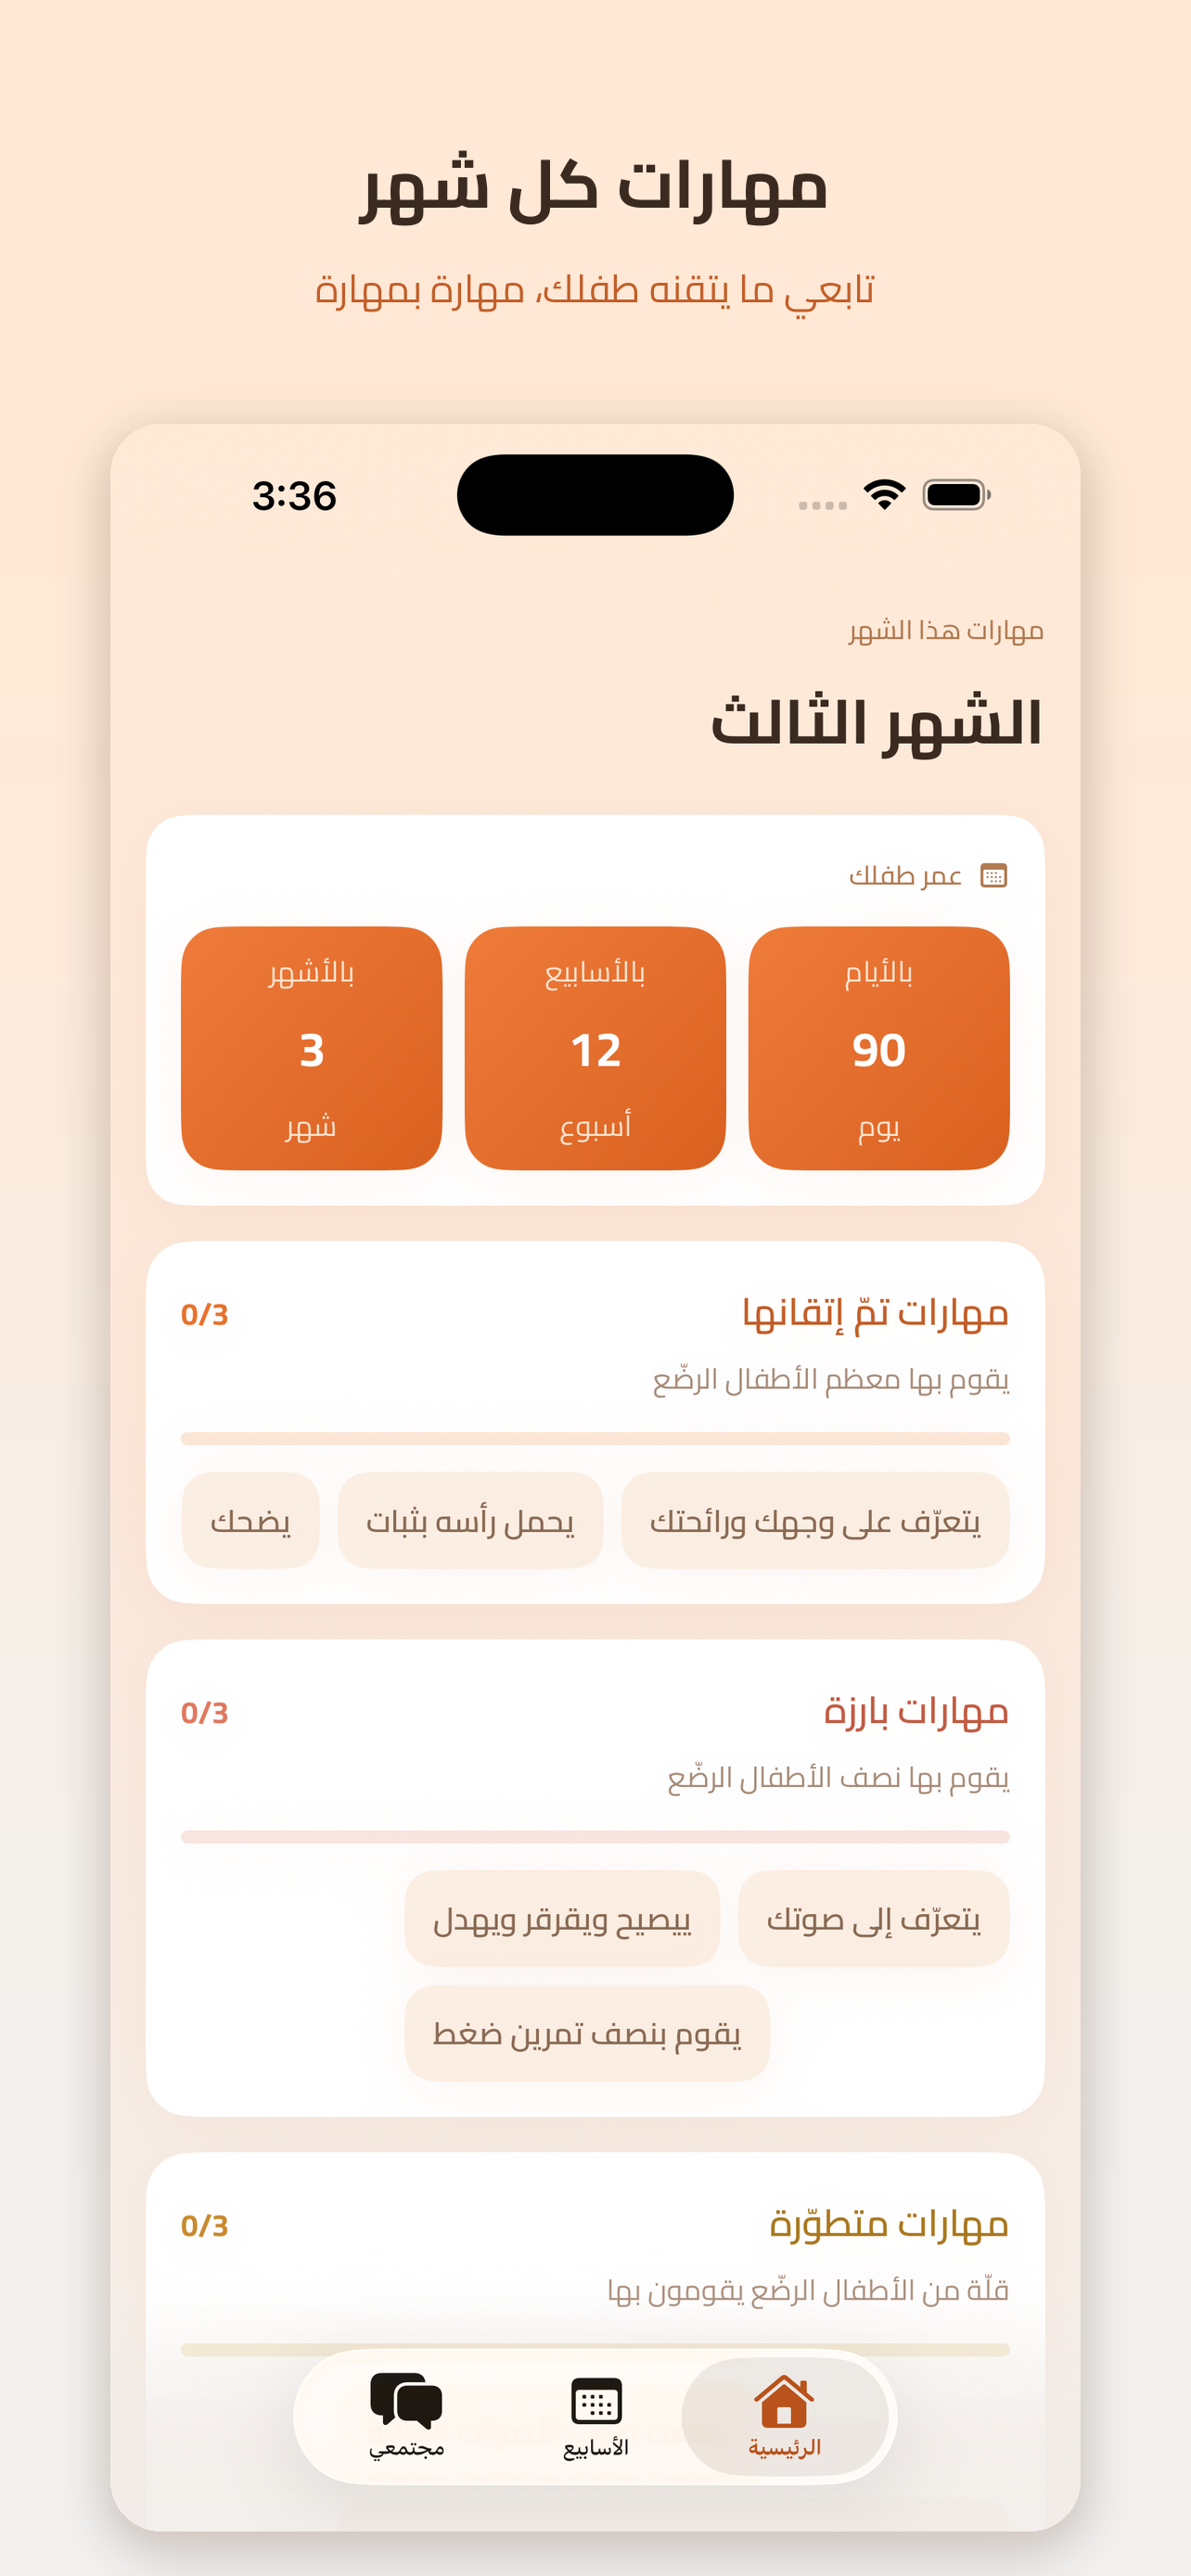 مهارات كل شهر
تابعي ما يتقنه طفلك، مهارة بمهارة
3:36
مهارات هذا الشهر
الشهر الثالث
عمر طفلك
بالأيام
90
يوم
بالأسابيع
12
أسبوع
بالأشهر
3
شهر
مهارات تمّ إتقانها
0/3
يقوم بها معظم الأطفال الرضّع
يتعرّف على وجهك ورائحتك
يحمل رأسه بثبات
يضحك
مهارات بارزة
0/3
يقوم بها نصف الأطفال الرضّع
يتعرّف إلى صوتك
ييصيح ويقرقر ويهدل
يقوم بنصف تمرين ضغط
مهارات متطوّرة
0/3
قلّة من الأطفال الرضّع يقومون بها
الرئيسية
الأسابيع
مجتمعي